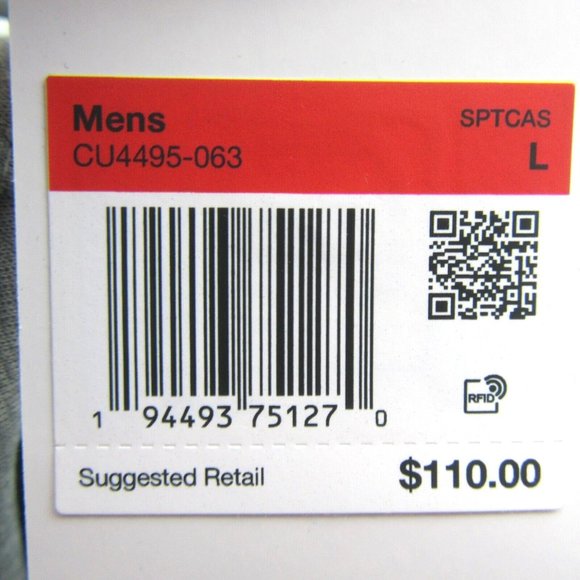 Mens SPTCAS
CU4495-063 L
1 94493 75127 0
RFID
Suggested Retail $110.00